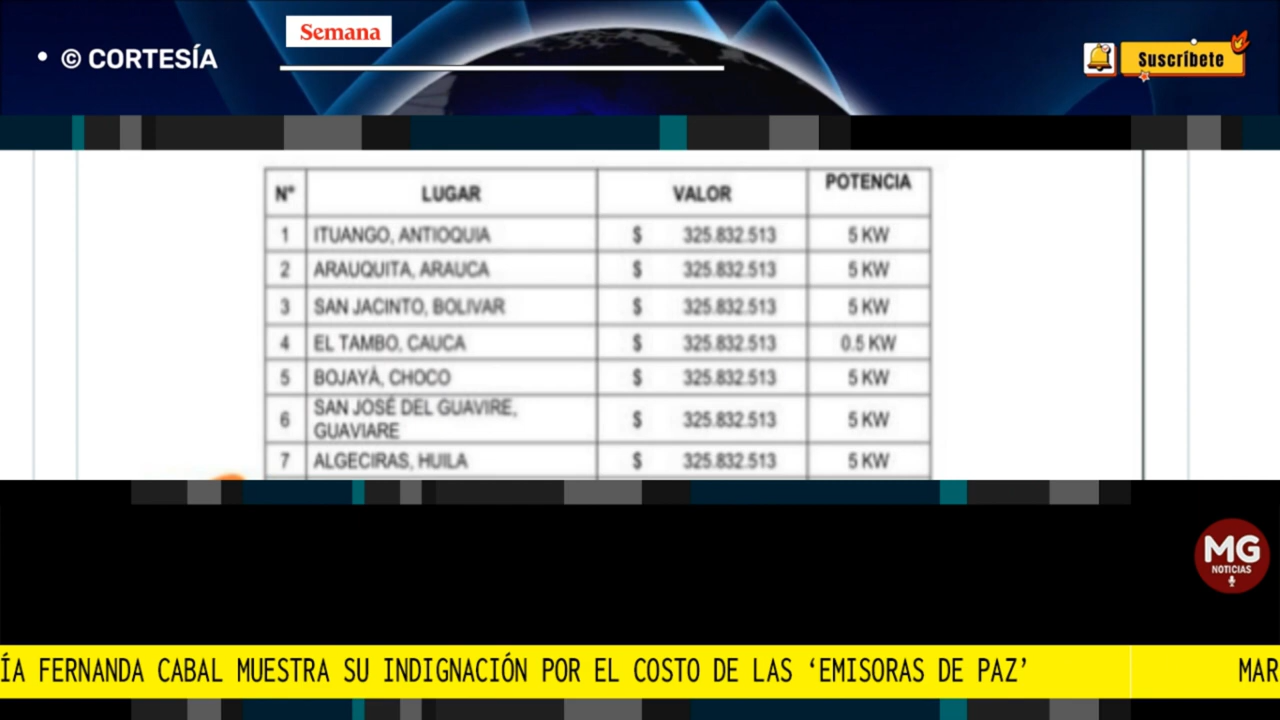 Semana
• © CORTESÍA
Suscríbete
N° LUGAR VALOR POTENCIA
1 ITUANGO, ANTIOQUIA $ 325.832.513 5 KW
2 ARAUQUITA, ARAUCA $ 325.832.513 5 KW
3 SAN JACINTO, BOLIVAR $ 325.832.513 5 KW
4 EL TAMBO, CAUCA $ 325.832.513 0.5 KW
5 BOJAYÁ, CHOCO $ 325.832.513 5 KW
6 SAN JOSÉ DEL GUAVIRE,
GUAVIARE $ 325.832.513 5 KW
7 ALGECIRAS, HUILA $ 325.832.513 5 KW
MG
NOTICIAS
ÍA FERNANDA CABAL MUESTRA SU INDIGNACIÓN POR EL COSTO DE LAS ‘EMISORAS DE PAZ’ MAR